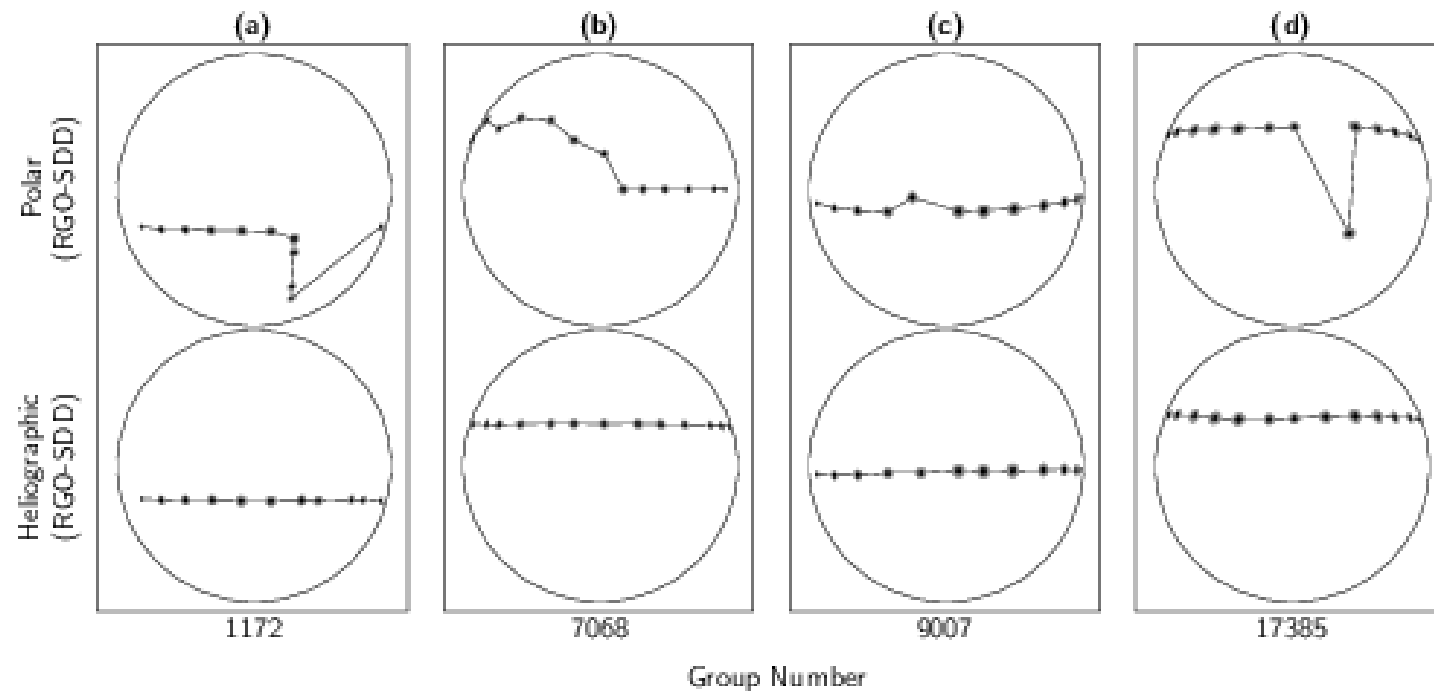 (a) (b) (c) (d)
Polar
(RGO-SDD)
Heliographic
(RGO-SDD)
1172 7068 9007 17385
Group Number